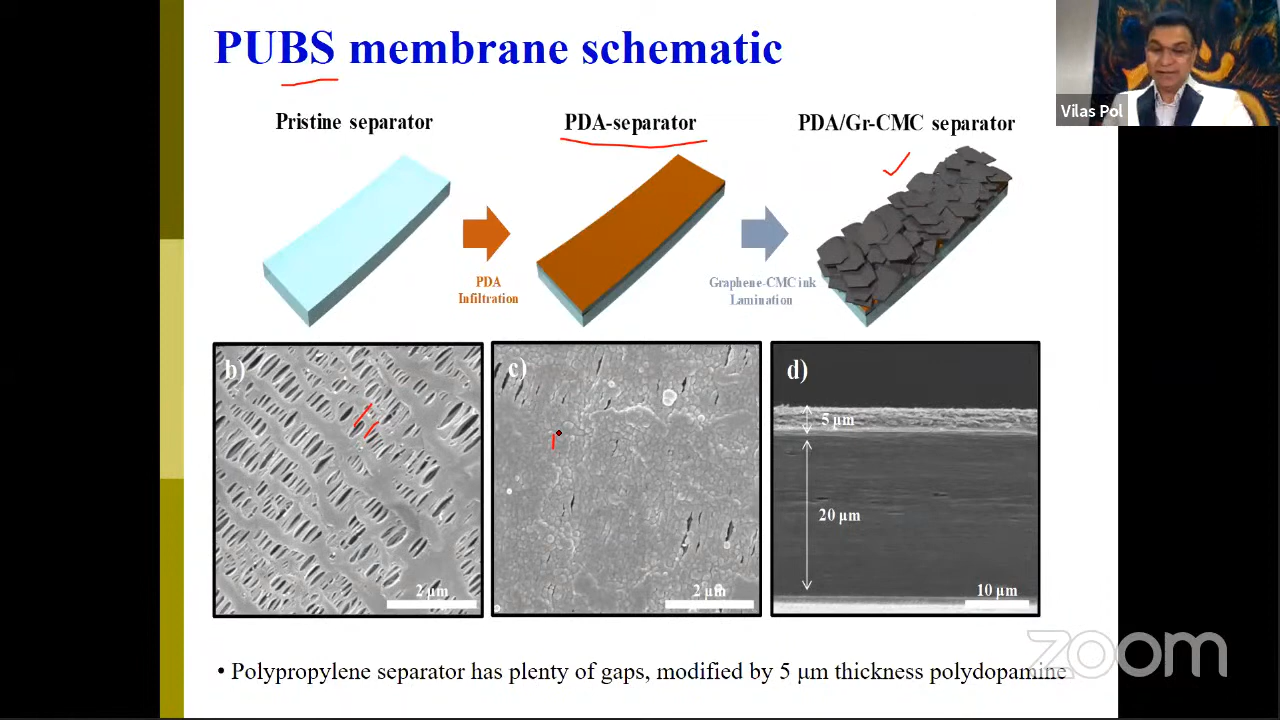 PUBS membrane schematic
Vilas Pol
Pristine separator
PDA-separator
PDA/Gr-CMC separator
PDA
Infiltration
Graphene-CMC ink
Lamination
b)
2 μm
c)
2 μm
d)
5 μm
20 μm
10 μm
zoom
• Polypropylene separator has plenty of gaps, modified by 5 μm thickness polydopamine